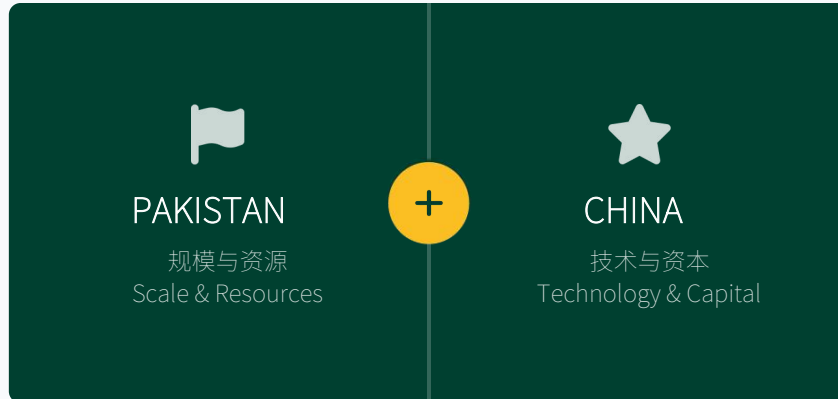 PAKISTAN
规模与资源
Scale & Resources
+
CHINA
技术与资本
Technology & Capital